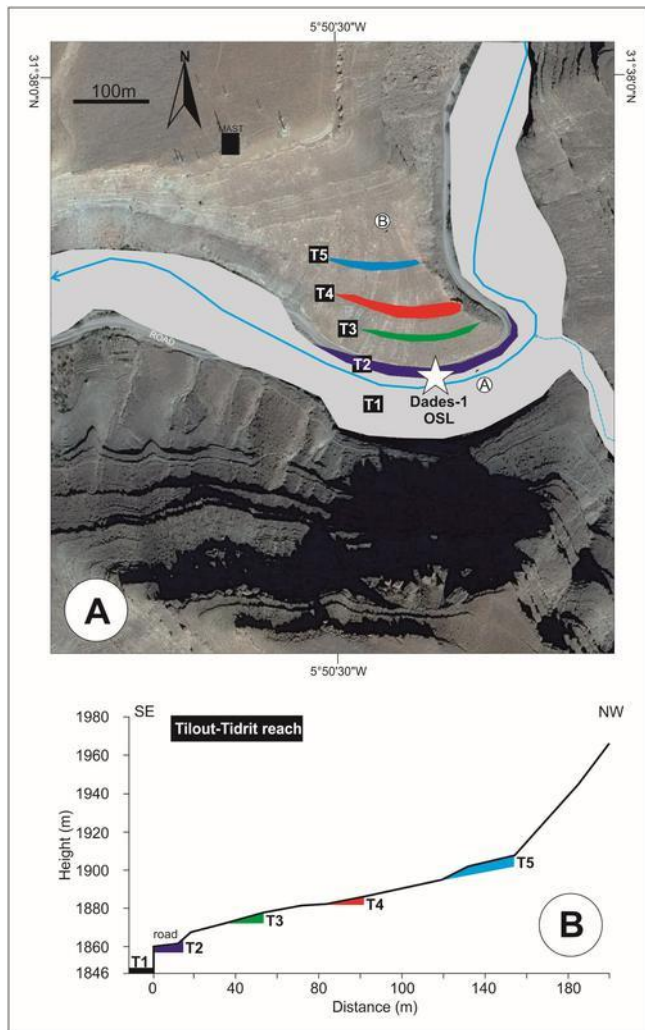 5°50'30"W
31°38'0"N
31°38'0"N
N
100m
MAST
B
T5
T4
T3
T2
A
ROAD
T1
Dades-1
OSL
A
5°50'30"W
SE
NW
1980
Tilout-Tidrit reach
1960
1940
1920
1900
1880
1860
1846
Height (m)
T5
T4
T3
road
T2
T1
B
0
40
80
100
140
180
Distance (m)